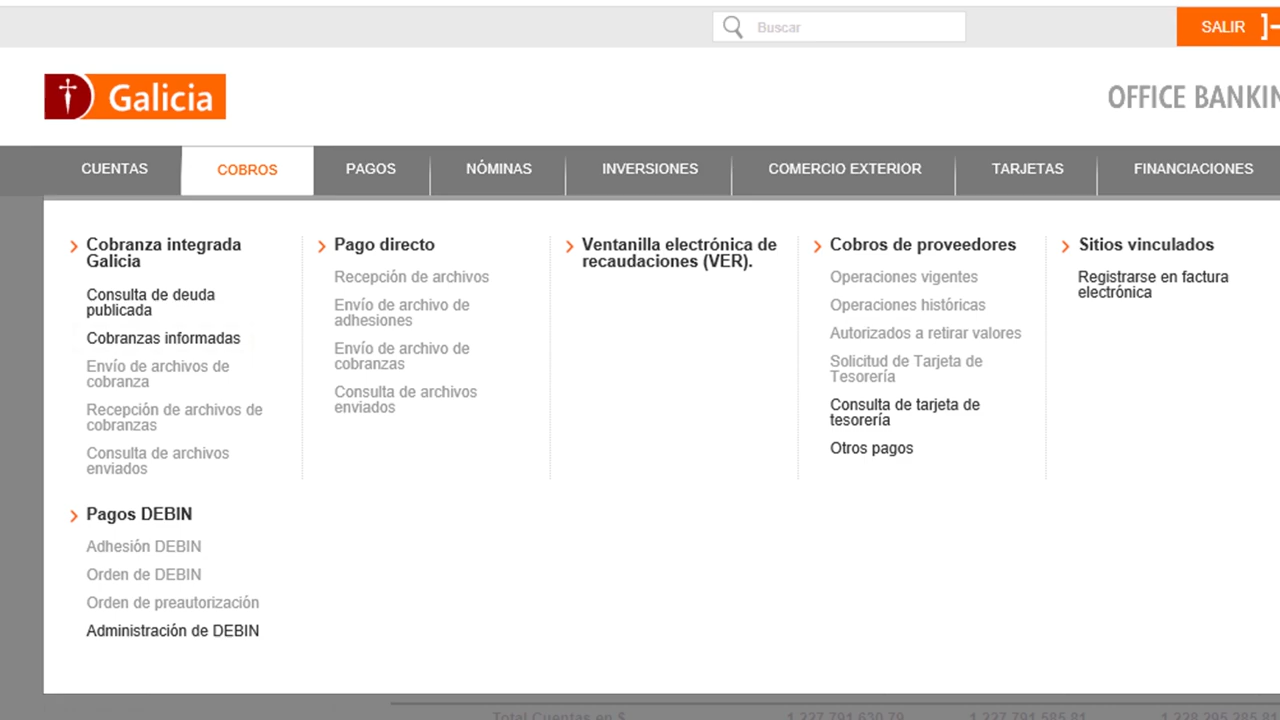 Buscar
SALIR
Galicia
OFFICE BANKIN
CUENTAS
COBROS
PAGOS
NÓMINAS
INVERSIONES
COMERCIO EXTERIOR
TARJETAS
FINANCIACIONES
Cobranza integrada
Galicia
Consulta de deuda
publicada
Cobranzas informadas
Envío de archivos de
cobranza
Recepción de archivos de
cobranzas
Consulta de archivos
enviados
Pago directo
Recepción de archivos
Envío de archivo de
adhesiones
Envío de archivo de
cobranzas
Consulta de archivos
enviados
Ventanilla electrónica de
recaudaciones (VER).
Cobros de proveedores
Operaciones vigentes
Operaciones históricas
Autorizados a retirar valores
Solicitud de Tarjeta de
Tesorería
Consulta de tarjeta de
tesorería
Otros pagos
Sitios vinculados
Registrarse en factura
electrónica
Pagos DEBIN
Adhesión DEBIN
Orden de DEBIN
Orden de preautorización
Administración de DEBIN
Total Cuentas en $